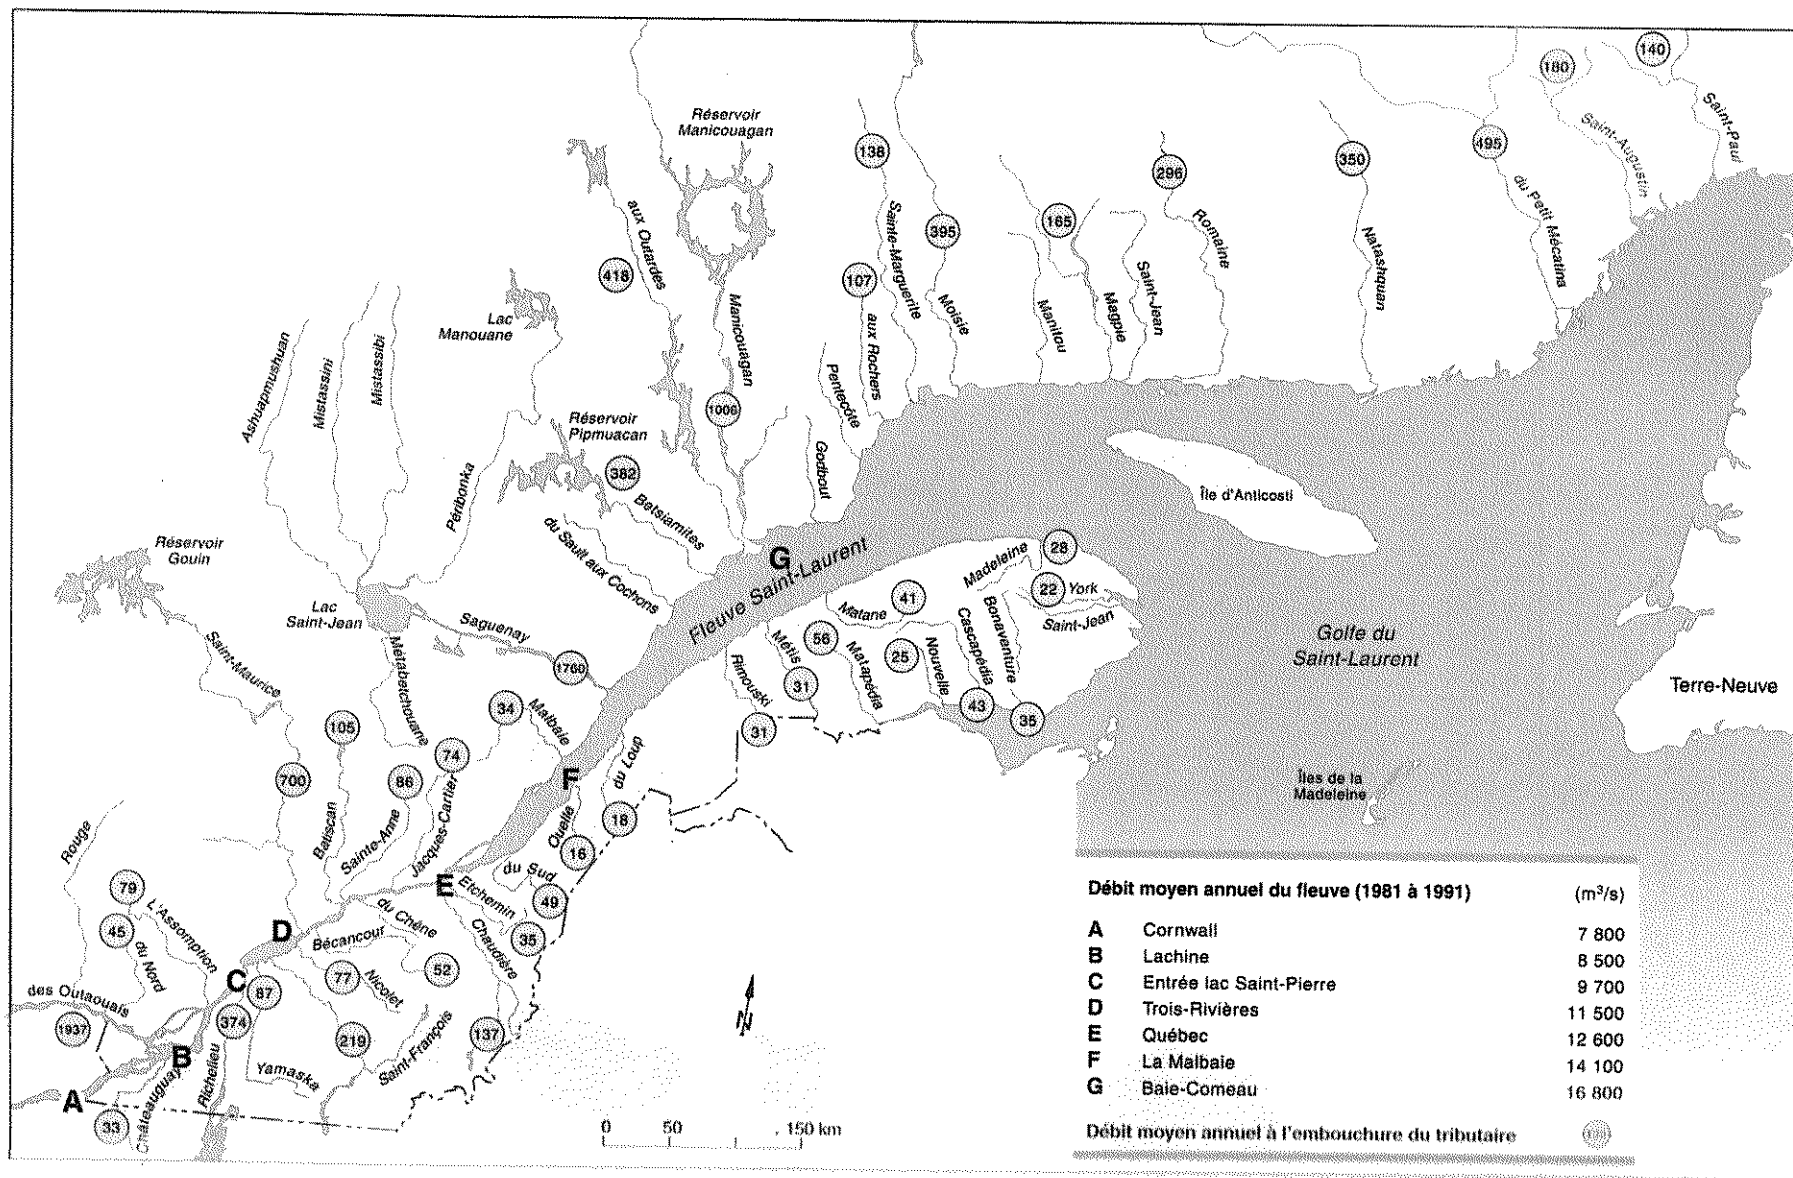 140
180
Saint-Paul
Réservoir
Manicouagan
138
350
495
Saint-Augustin
296
aux Outardes
165
395
Sainte-Marguerite
du Petit Mécatina
Romaine
Natashquan
418
107
Saint-Jean
Lac
Manouane
Manicouagan
Moisie
Manitou
Magpie
aux Rochers
Ashuapmushuan
Mistassini
Mistassibi
Pentecôte
1006
Réservoir
Pipmuacan
Godbout
382
Péribonka
Betsiamites
Île d'Anticosti
du Sault aux Cochons
Réservoir
Gouin
G
Fleuve Saint-Laurent
28
Madeleine
22
York
Saint-Jean
41
Matane
Bonaventure
Cascapédia
Lac
Saint-Jean
Saguenay
56
25
Nouvelle
Golfe du
Saint-Laurent
Saint-Maurice
Métabetchouane
1760
Rimouski
Métis
31
Matapédia
43
35
Terre-Neuve
34
Malbaie
31
105
74
du Loup
700
86
F
Îles de la
Madeleine
18
Rouge
Batiscan
Sainte-Anne
Jacques-Cartier
Ouelle
16
79
L'Assomption
E
du Sud
49
Etchemin
45
du Nord
D
du Chêne
Bécancour
35
Chaudière
52
77
Nicolet
C
87
des Outaouais
1937
374
219
Saint-François
137
N
B
Yamaska
A
Châteauguay
Richelieu
33
0 50 150 km
Débit moyen annuel du fleuve (1981 à 1991) (m³/s)
A Cornwall 7 800
B Lachine 8 500
C Entrée lac Saint-Pierre 9 700
D Trois-Rivières 11 500
E Québec 12 600
F La Malbaie 14 100
G Baie-Comeau 16 800
Débit moyen annuel à l'embouchure du tributaire